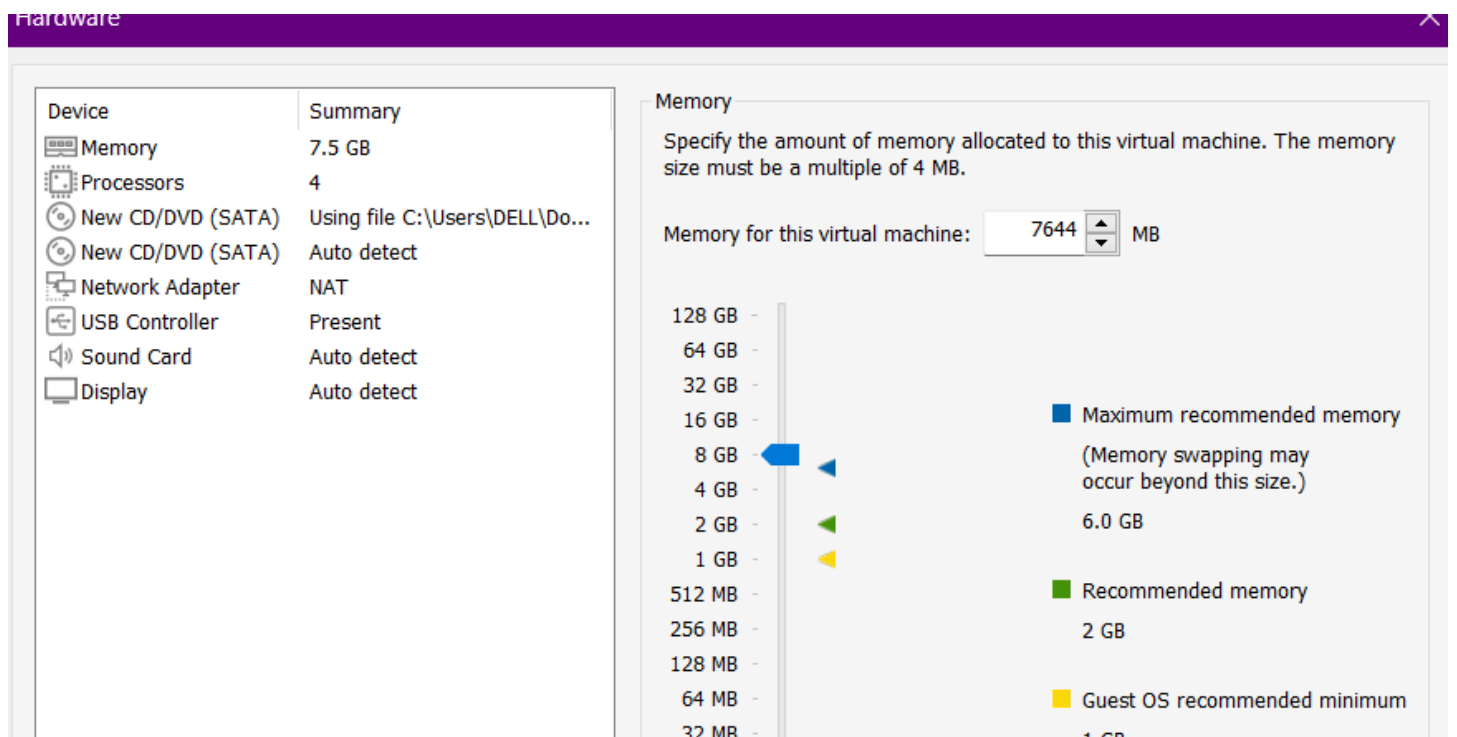 Hardware
Device Summary
Memory 7.5 GB
Processors 4
New CD/DVD (SATA) Using file C:\Users\DELL\Do...
New CD/DVD (SATA) Auto detect
Network Adapter NAT
USB Controller Present
Sound Card Auto detect
Display Auto detect
Memory
Specify the amount of memory allocated to this virtual machine. The memory
size must be a multiple of 4 MB.
Memory for this virtual machine: 7644 MB
128 GB
64 GB
32 GB
16 GB
8 GB
4 GB
2 GB
1 GB
512 MB
256 MB
128 MB
64 MB
32 MB
Maximum recommended memory
(Memory swapping may
occur beyond this size.)
6.0 GB
Recommended memory
2 GB
Guest OS recommended minimum
1 GB